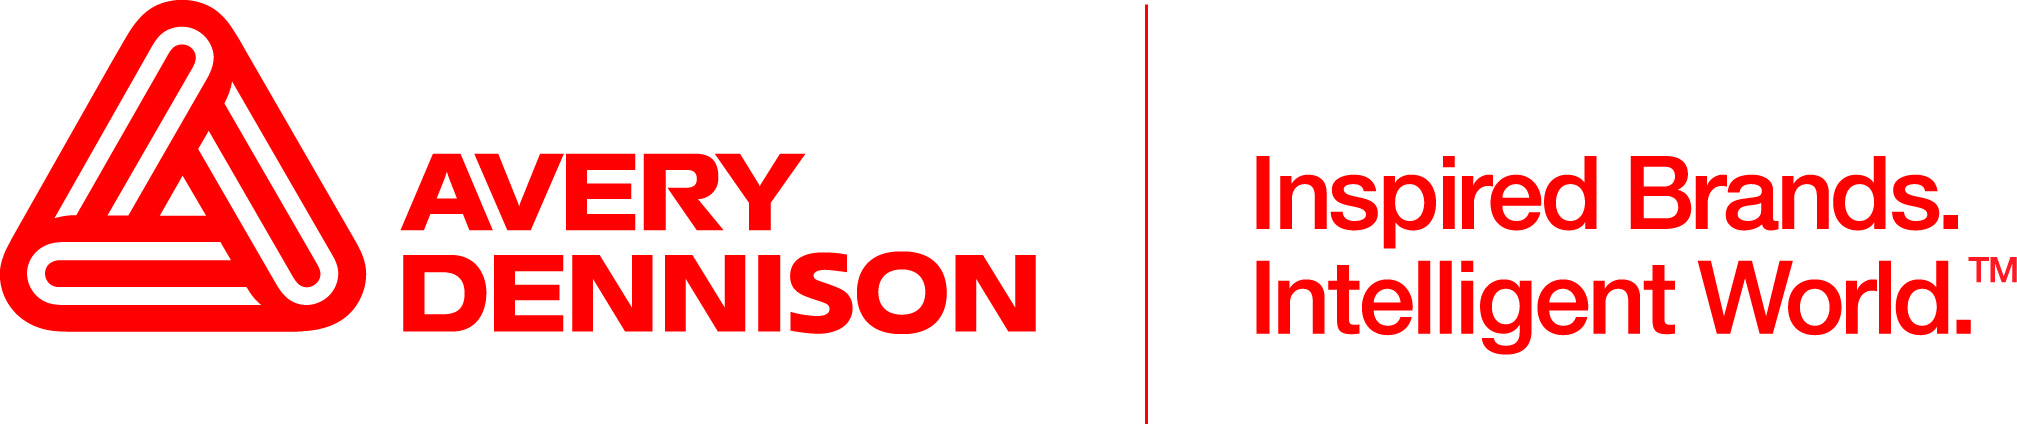 AVERY
DENNISON
Inspired Brands.
Intelligent World.™